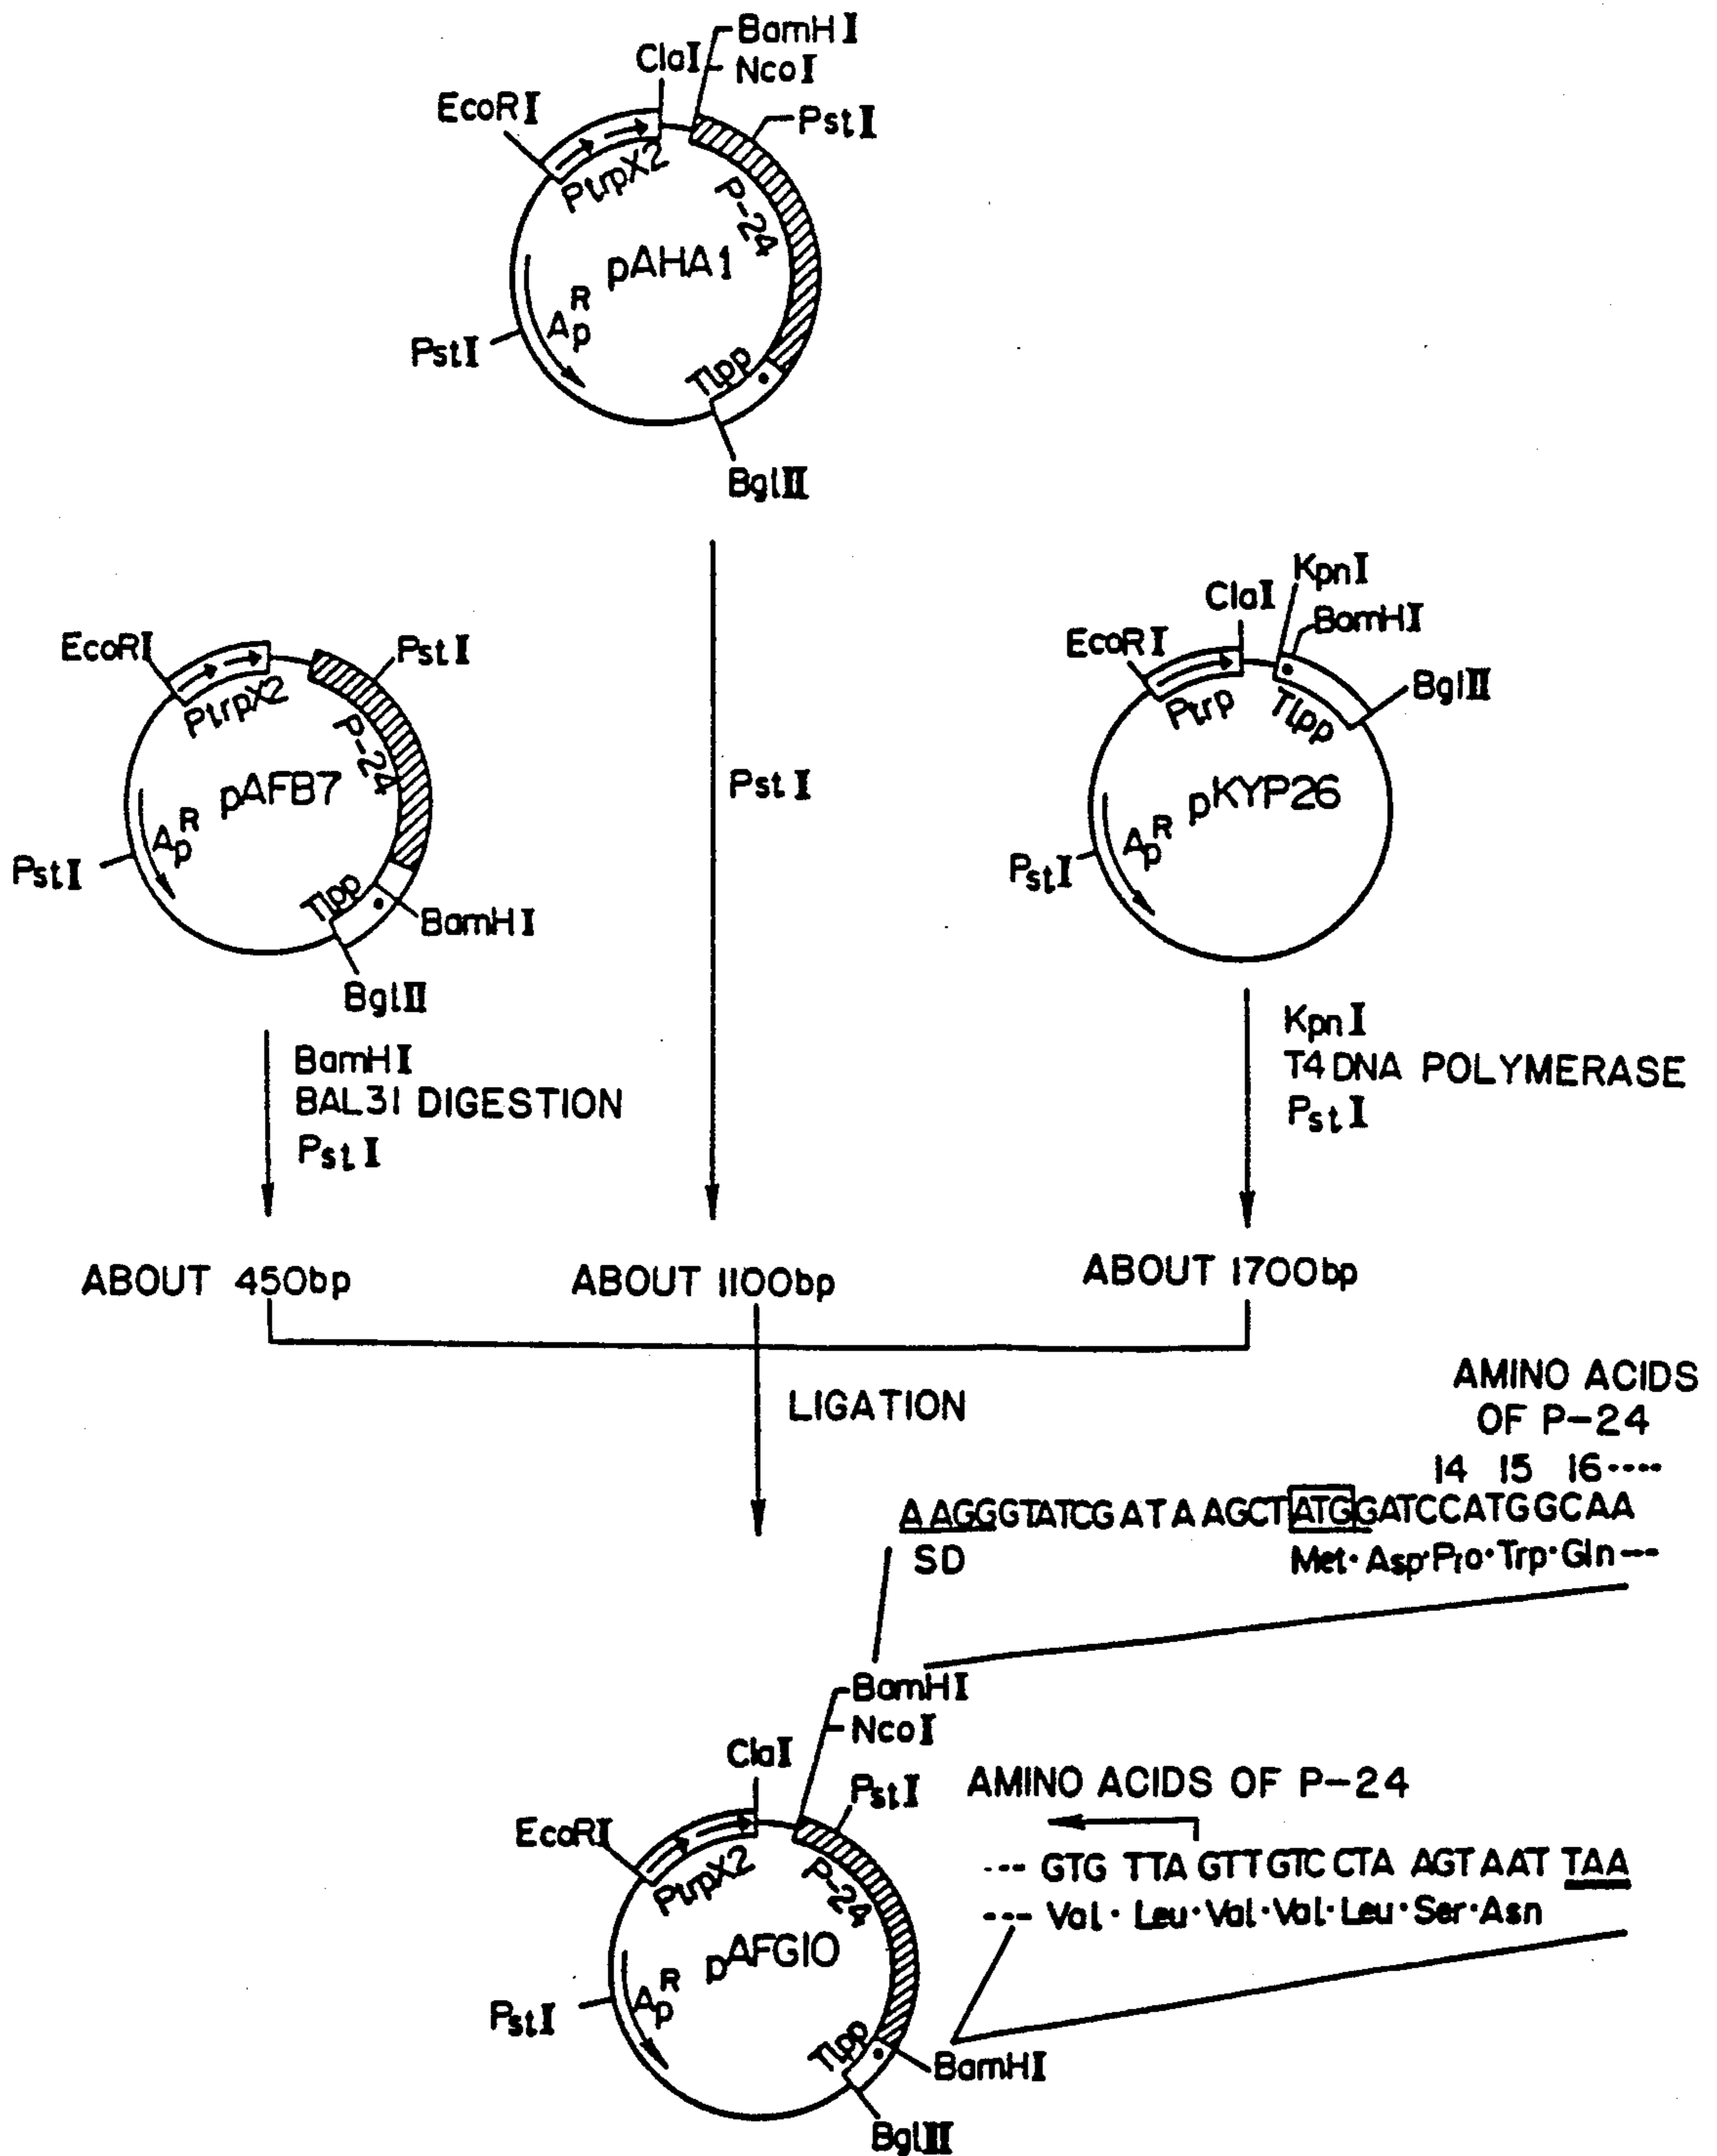 BamHI
ClaI
NcoI
EcoRI
PstI
PtrpX2
P-24
pAHA1
Ap^R
PstI
Tlpp
BglII
KpnI
ClaI
BamHI
EcoRI
BglII
Ptrp
Tlpp
pKYP26
Ap^R
PstI
EcoRI
PstI
PtrpX2
P-24
pAFB7
Ap^R
PstI
Tlpp
BamHI
BglII
PstI
BamHI
BAL31 DIGESTION
PstI
KpnI
T4 DNA POLYMERASE
PstI
ABOUT 450bp
ABOUT 1100bp
ABOUT 1700bp
LIGATION
AMINO ACIDS
OF P-24
14 15 16----
AAGGGTATCGATAAGCTATGGATCCATGGCAA
SD
Met·Asp·Pro·Trp·Gln---
BamHI
NcoI
ClaI
PstI
EcoRI
PtrpX2
P-24
pAFG10
Ap^R
PstI
Tlpp
BamHI
BglII
AMINO ACIDS OF P-24
--- GTG TTA GTT GTC CTA AGT AAT TAA
--- Val·Leu·Val·Val·Leu·Ser·Asn